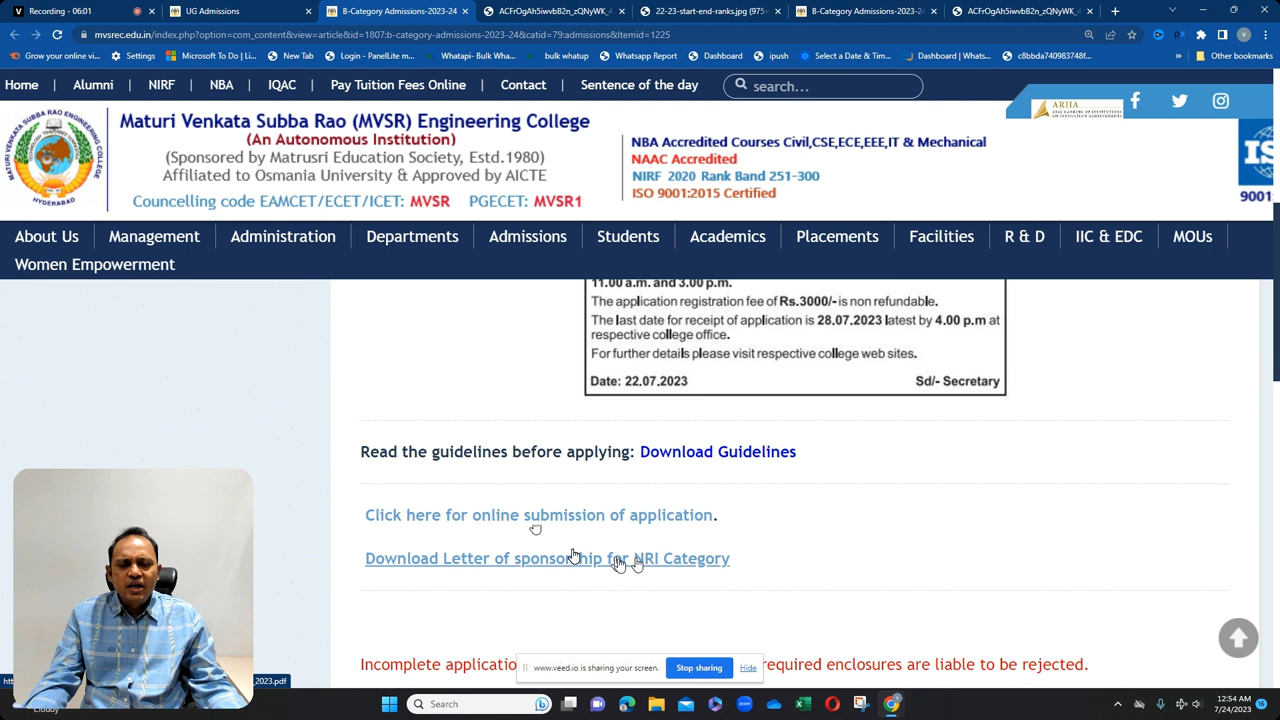 Recording - 06:01
UG Admissions
B-Category Admissions-2023-24
ACFrOgAh5iwvbB2n_zQNyWK_4
22-23-start-end-ranks.jpg (975×
B-Category Admissions-2023-24
ACFrOgAh5iwvbB2n_zQNyWK_4
mvsrec.edu.in/index.php?option=com_content&view=article&id=1807:b-category-admissions-2023-24&catid=79:admissions&Itemid=1225
Grow your online vi...
Settings
Microsoft To Do | Li...
New Tab
Login - PanelLite m...
Whatapi- Bulk Wha...
bulk whatup
Whatsapp Report
Dashboard
ipush
Select a Date & Tim...
Dashboard | Whats...
c8bbda740983748f...
Other bookmarks
Home
Alumni
NIRF
NBA
IQAC
Pay Tuition Fees Online
Contact
Sentence of the day
search...
ARIIA
Maturi Venkata Subba Rao (MVSR) Engineering College
(An Autonomous Institution)
(Sponsored by Matrusri Education Society, Estd.1980)
Affiliated to Osmania University & Approved by AICTE
Councelling code EAMCET/ECET/ICET: MVSR PGECET: MVSR1
NBA Accredited Courses Civil,CSE,ECE,EEE,IT & Mechanical
NAAC Accredited
NIRF 2020 Rank Band 251-300
ISO 9001:2015 Certified
IS
9001
About Us
Management
Administration
Departments
Admissions
Students
Academics
Placements
Facilities
R & D
IIC & EDC
MOUs
Women Empowerment
11.00 a.m. and 3.00 p.m.
The application registration fee of Rs.3000/- is non refundable.
The last date for receipt of application is 28.07.2023 latest by 4.00 p.m at
respective college office.
For further details please visit respective college web sites.
Date: 22.07.2023 Sd/- Secretary
Read the guidelines before applying: Download Guidelines
Click here for online submission of application.
Download Letter of sponsorship for NRI Category
Incomplete applicatio
required enclosures are liable to be rejected.
www.veed.io is sharing your screen.
Stop sharing
Hide
2023.pdf
Cloudy
Search
12:54 AM
7/24/2023